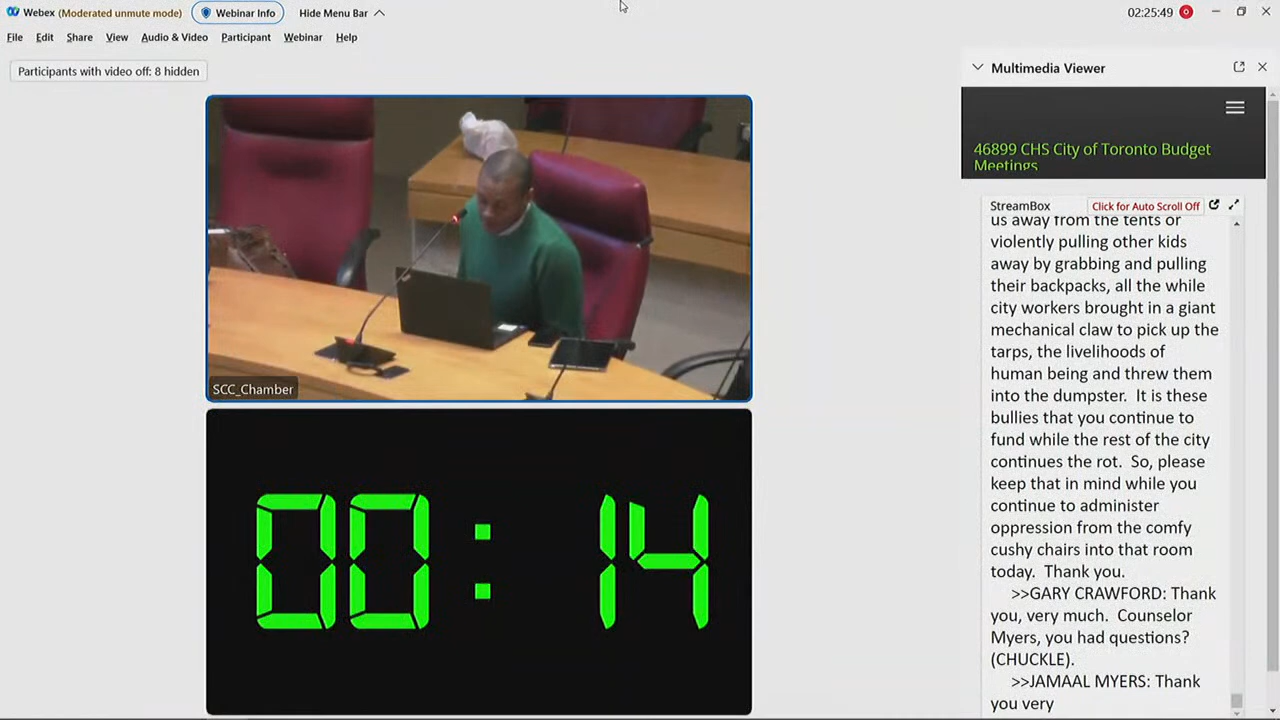 Webex (Moderated unmute mode) Webinar Info Hide Menu Bar 02:25:49
File Edit Share View Audio & Video Participant Webinar Help
Participants with video off: 8 hidden
Multimedia Viewer
46899 CHS City of Toronto Budget
Meetings
StreamBox Click for Auto Scroll Off
us away from the tents or
violently pulling other kids
away by grabbing and pulling
their backpacks, all the while
city workers brought in a giant
mechanical claw to pick up the
tarps, the livelihoods of
human being and threw them
into the dumpster. It is these
bullies that you continue to
fund while the rest of the city
continues the rot. So, please
keep that in mind while you
continue to administer
oppression from the comfy
cushy chairs into that room
today. Thank you.
>>GARY CRAWFORD: Thank
you, very much. Counselor
Myers, you had questions?
(CHUCKLE).
>>JAMAAL MYERS: Thank
you very
SCC_Chamber
00:14